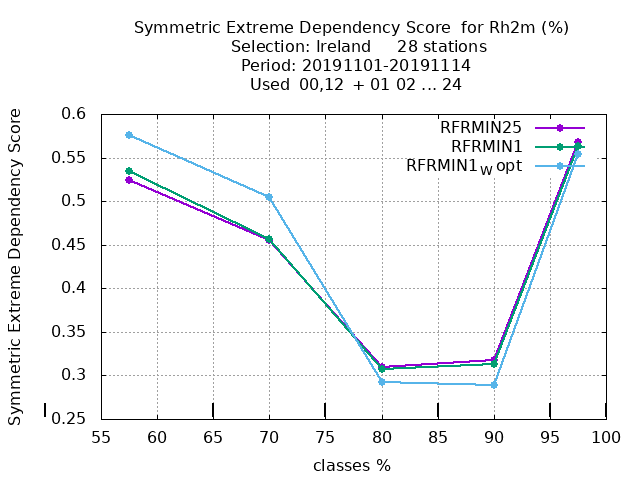 Symmetric Extreme Dependency Score for Rh2m (%)
Selection: Ireland 28 stations
Period: 20191101-20191114
Used 00,12 + 01 02 ... 24
Symmetric Extreme Dependency Score
0.6
0.55
0.5
0.45
0.4
0.35
0.3
0.25
RFRMIN25
RFRMIN1
RFRMIN1W opt
55 60 65 70 75 80 85 90 95 100
classes %